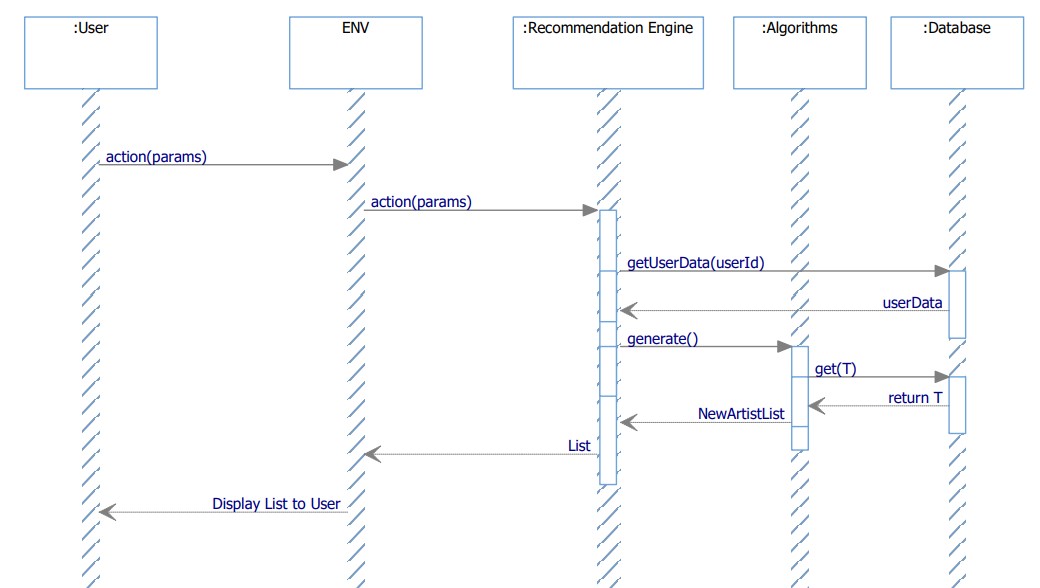 :User
ENV
:Recommendation Engine
:Algorithms
:Database
action(params)
action(params)
getUserData(userId)
userData
generate()
get(T)
return T
NewArtistList
List
Display List to User